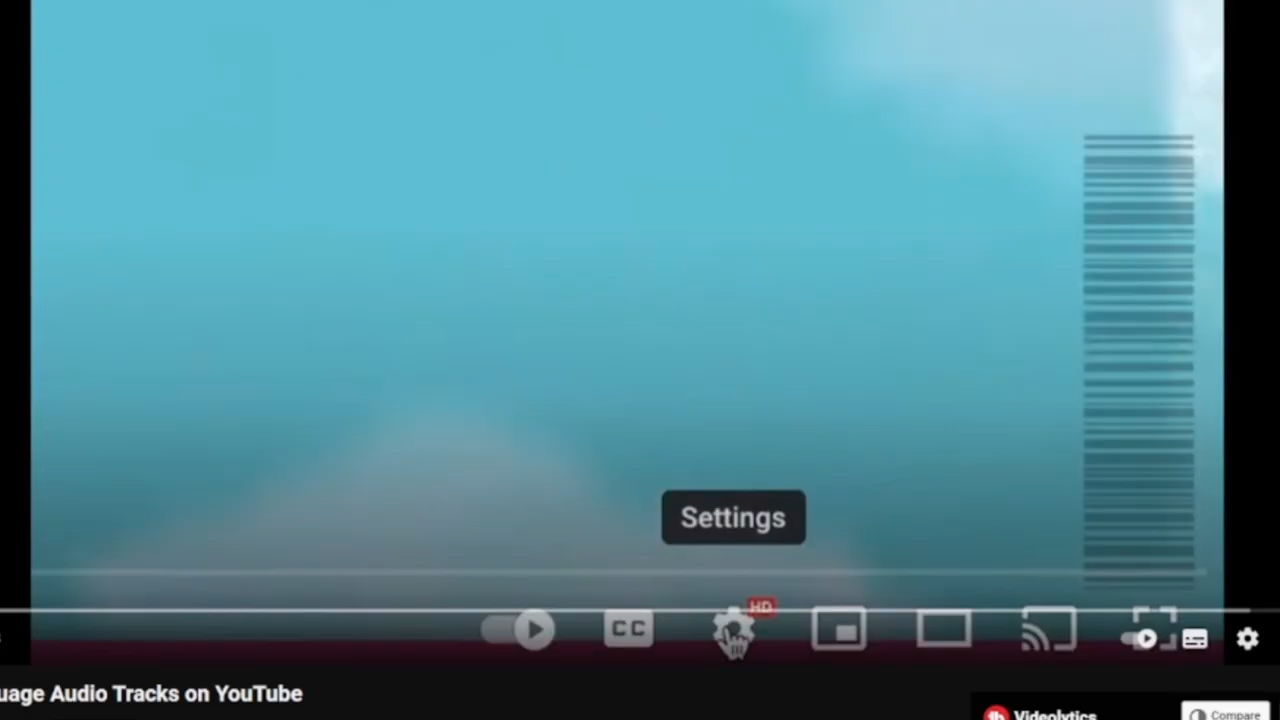 Settings
HD
CC
uage Audio Tracks on YouTube
Videolytics
Compare